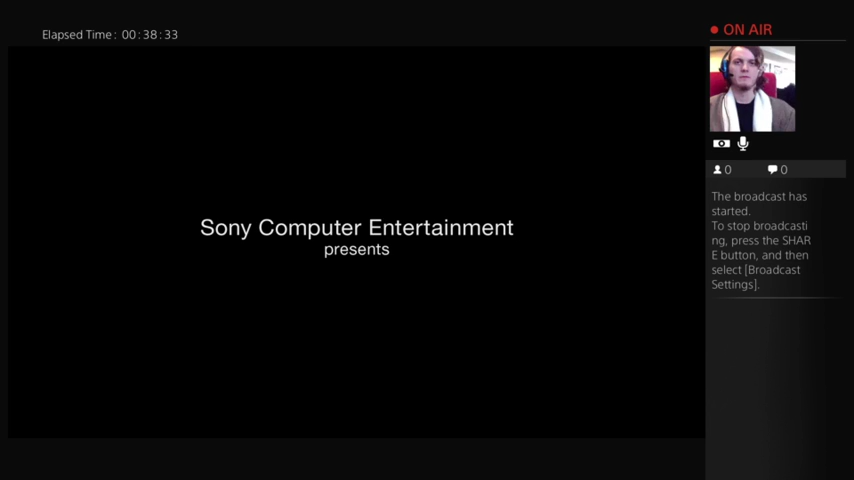 Elapsed Time: 00:38:33
ON AIR
Sony Computer Entertainment
presents
0 0
The broadcast has
started.
To stop broadcasti
ng, press the SHAR
E button, and then
select [Broadcast
Settings].